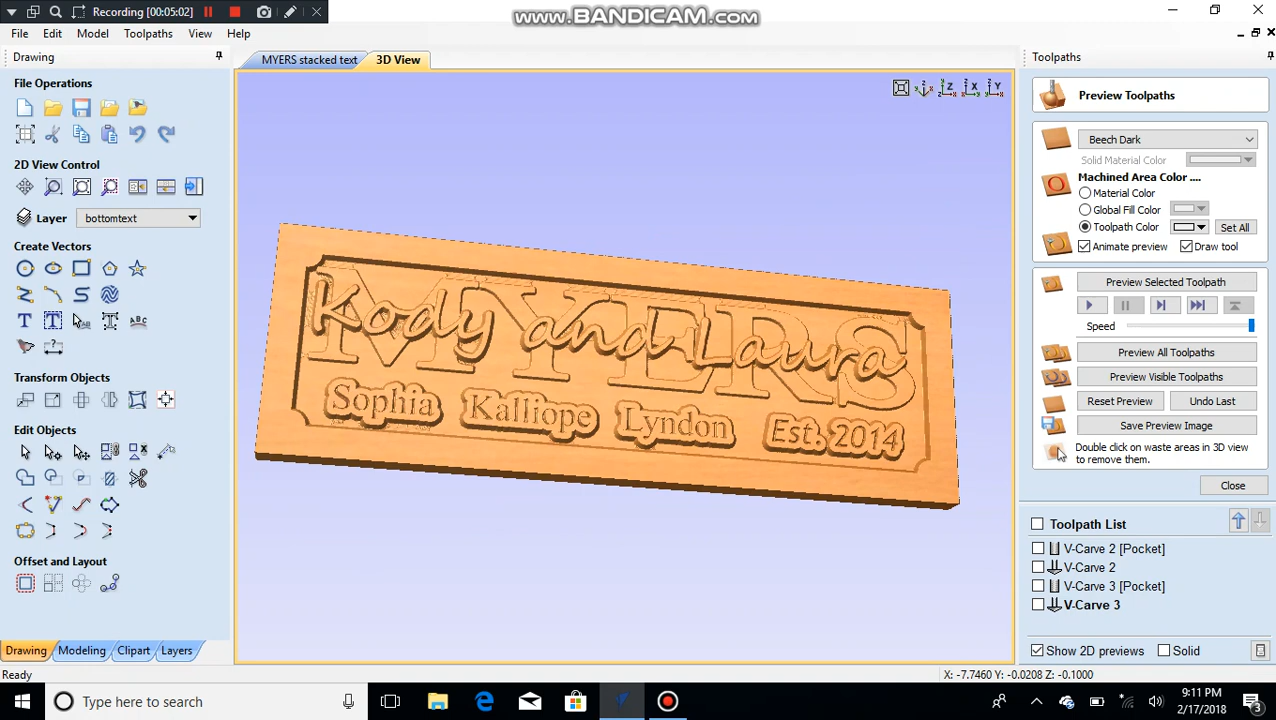 Recording [00:05:02]
www.BANDICAM.com
File Edit Model Toolpaths View Help
Drawing
MYERS stacked text
3D View
Toolpaths
File Operations
2D View Control
Layer bottomtext
Create Vectors
Transform Objects
Edit Objects
Offset and Layout
Drawing Modeling Clipart Layers
Ready
MYERS
Kody and Laura
Sophia Kalliope Lyndon Est. 2014
Preview Toolpaths
Beech Dark
Solid Material Color
Machined Area Color ....
Material Color
Global Fill Color
Toolpath Color Set All
Animate preview Draw tool
Preview Selected Toolpath
Speed
Preview All Toolpaths
Preview Visible Toolpaths
Reset Preview Undo Last
Save Preview Image
Double click on waste areas in 3D view
to remove them.
Close
Toolpath List
V-Carve 2 [Pocket]
V-Carve 2
V-Carve 3 [Pocket]
V-Carve 3
Show 2D previews Solid
X: -7.7460 Y: -0.0208 Z: -0.1000
Type here to search
9:11 PM
2/17/2018
3